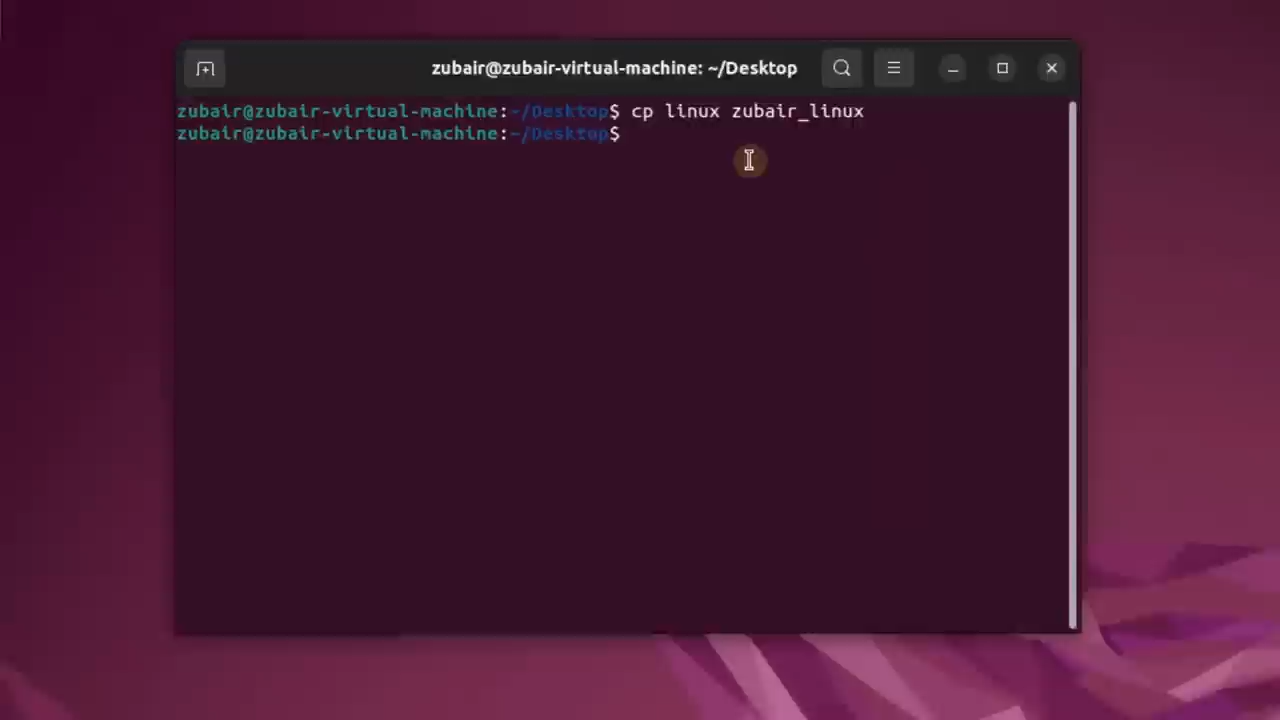 zubair@zubair-virtual-machine: ~/Desktop
zubair@zubair-virtual-machine:~/Desktop$ cp linux zubair_linux
zubair@zubair-virtual-machine:~/Desktop$